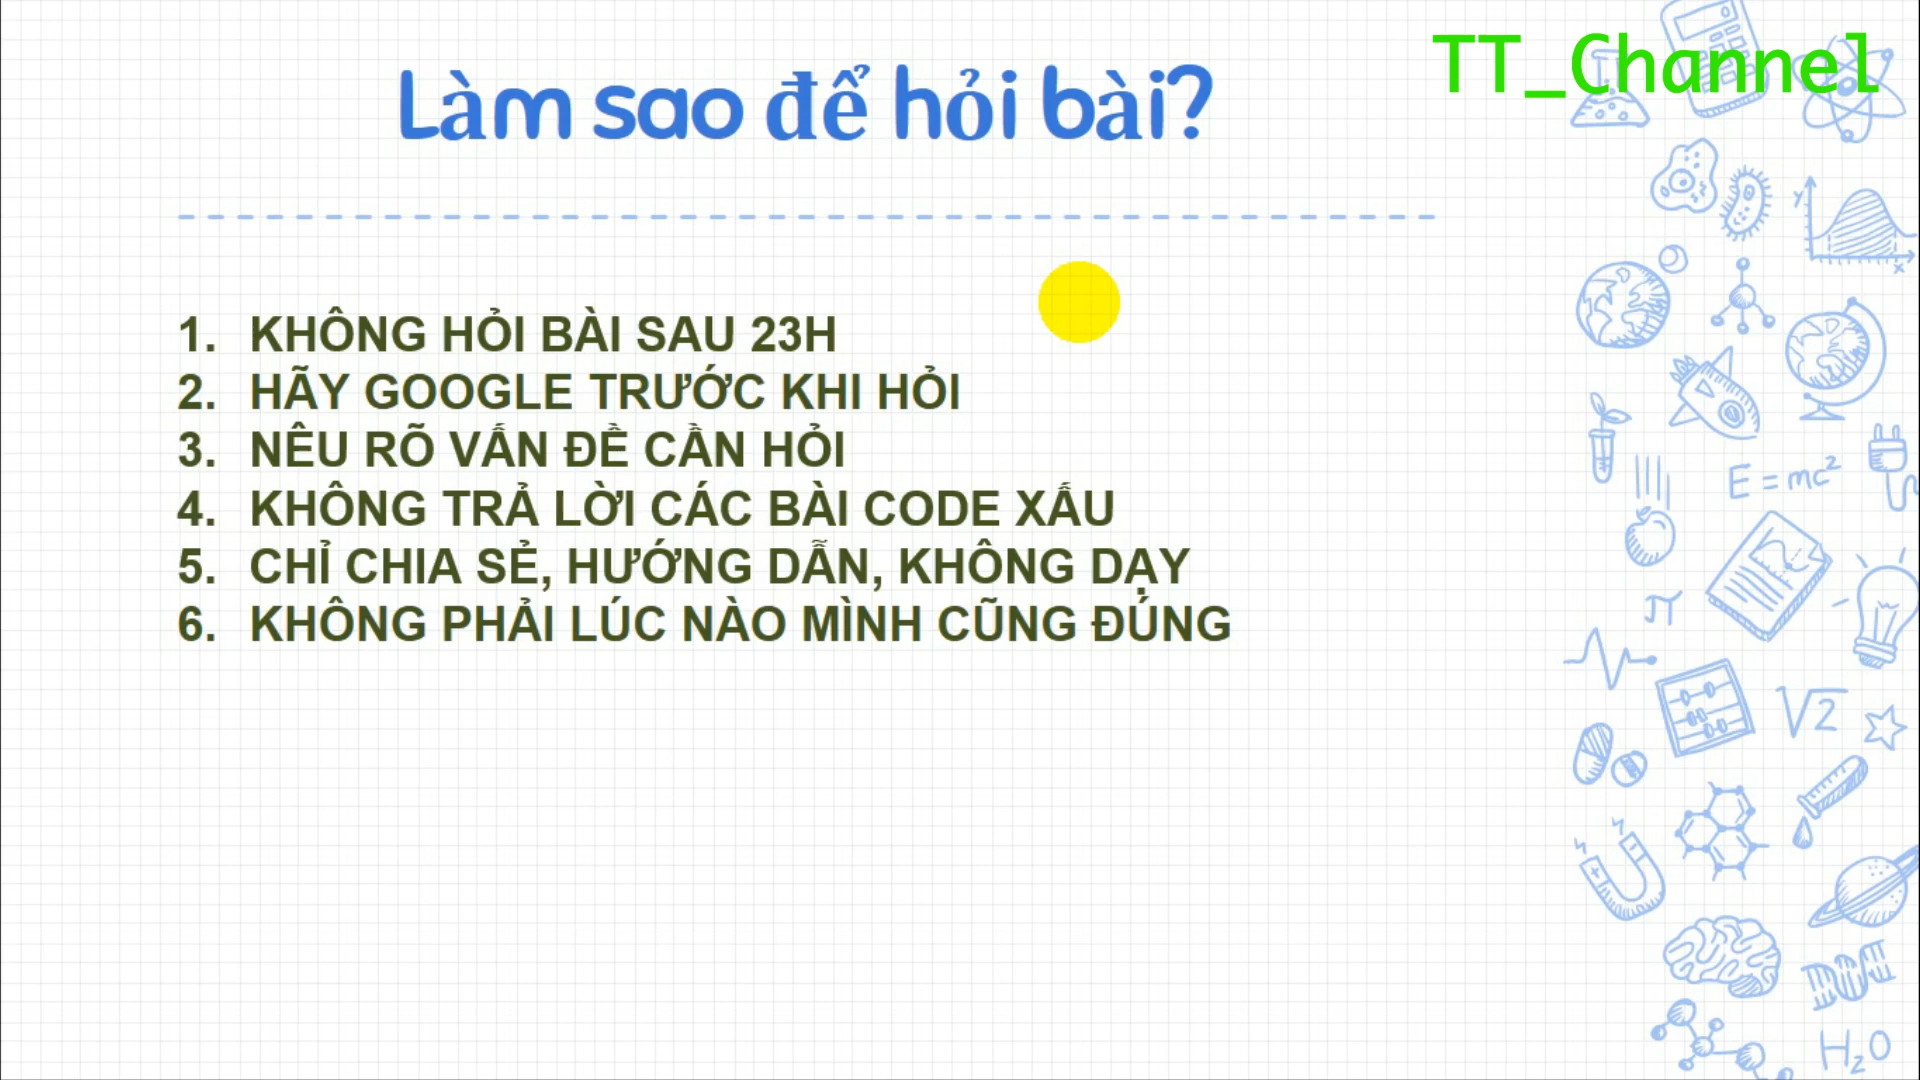 TT_Channel
Làm sao để hỏi bài?
1. KHÔNG HỎI BÀI SAU 23H
2. HÃY GOOGLE TRƯỚC KHI HỎI
3. NÊU RÕ VẤN ĐỀ CẦN HỎI
4. KHÔNG TRẢ LỜI CÁC BÀI CODE XẤU
5. CHỈ CHIA SẺ, HƯỚNG DẪN, KHÔNG DẠY
6. KHÔNG PHẢI LÚC NÀO MÌNH CŨNG ĐÚNG
y
x
E = mc²
π
√2
H₂O